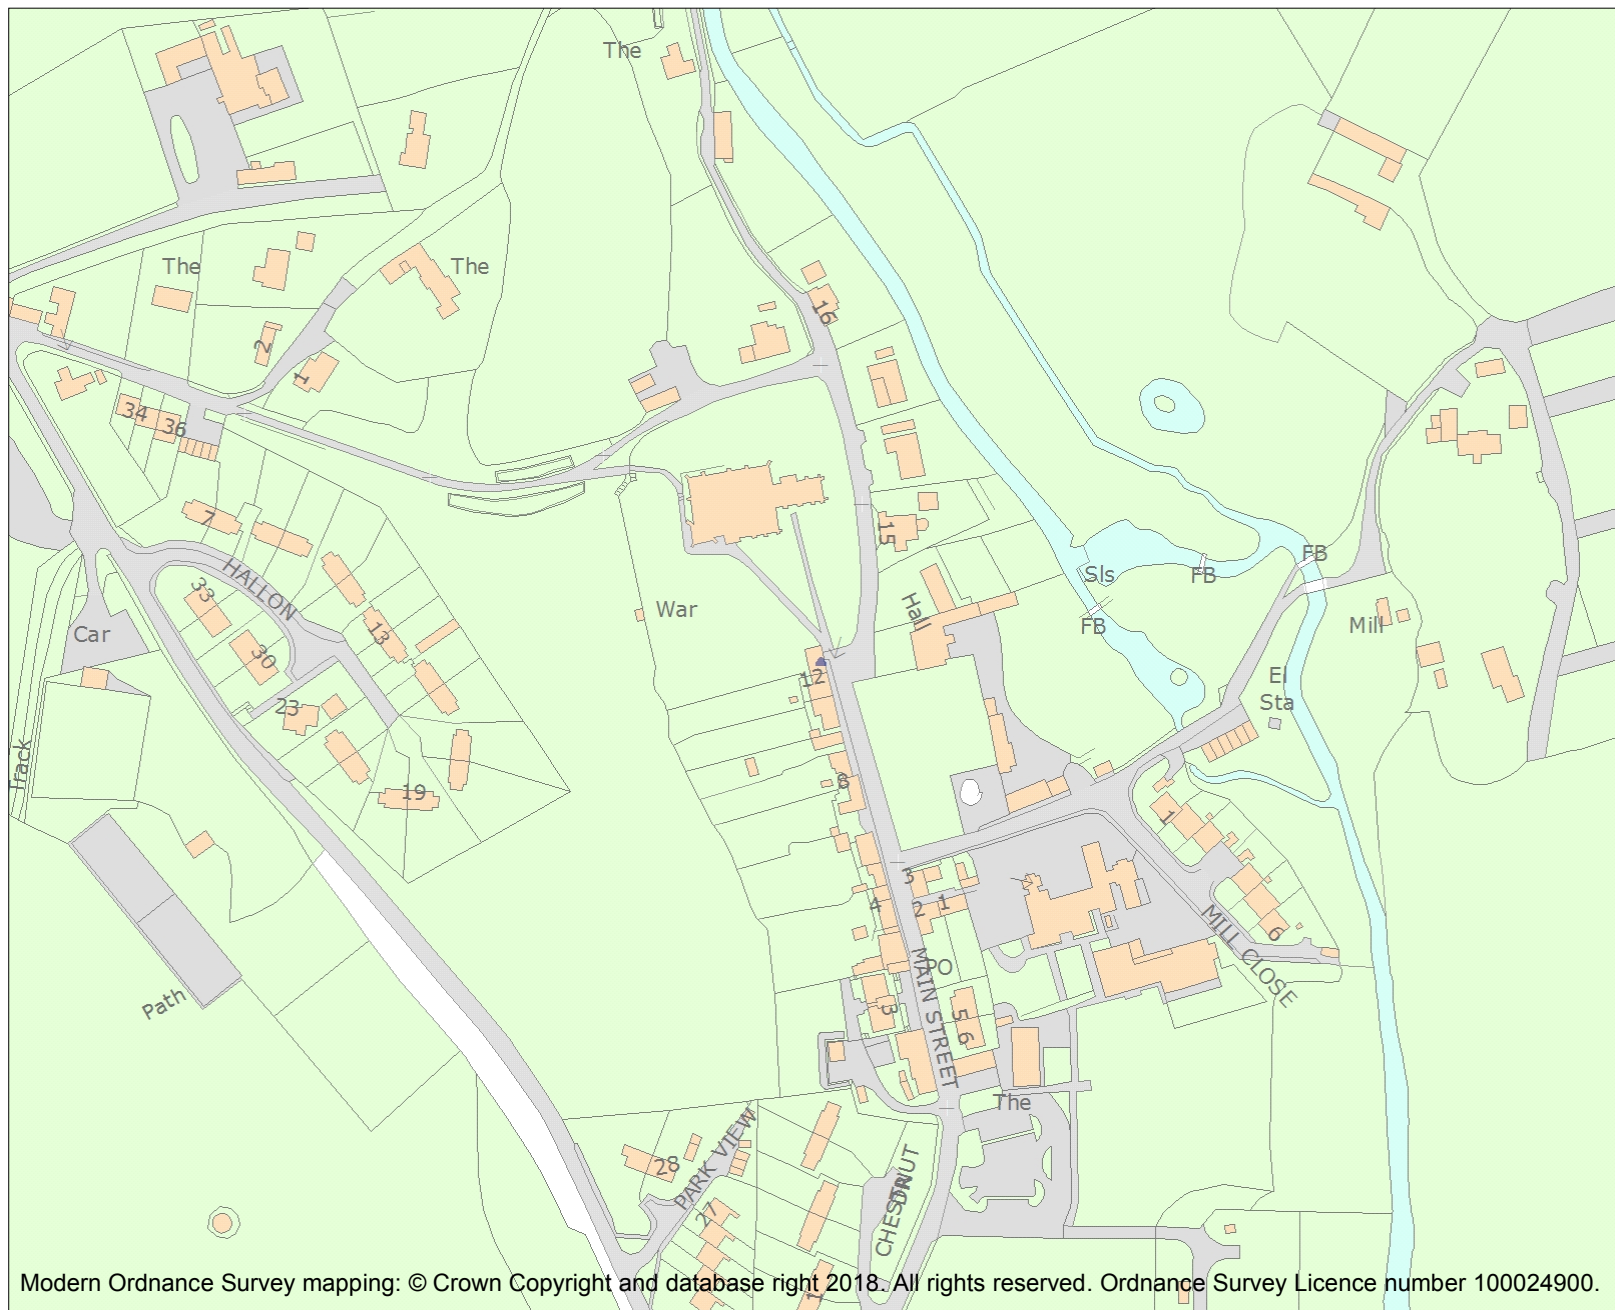 The
The
The
16
2
1
34
36
7
15
HALLON
33
Sls
FB
FB
FB
War
Hall
13
Car
30
Mill
12
El
Sta
23
Track
8
19
1
3
4
2
1
MILL CLOSE
6
PO
Path
MAIN STREET
3
5
6
The
PARK VIEW
28
CHESTNUT
DR
27
1
Modern Ordnance Survey mapping: © Crown Copyright and database right 2018. All rights reserved. Ordnance Survey Licence number 100024900.